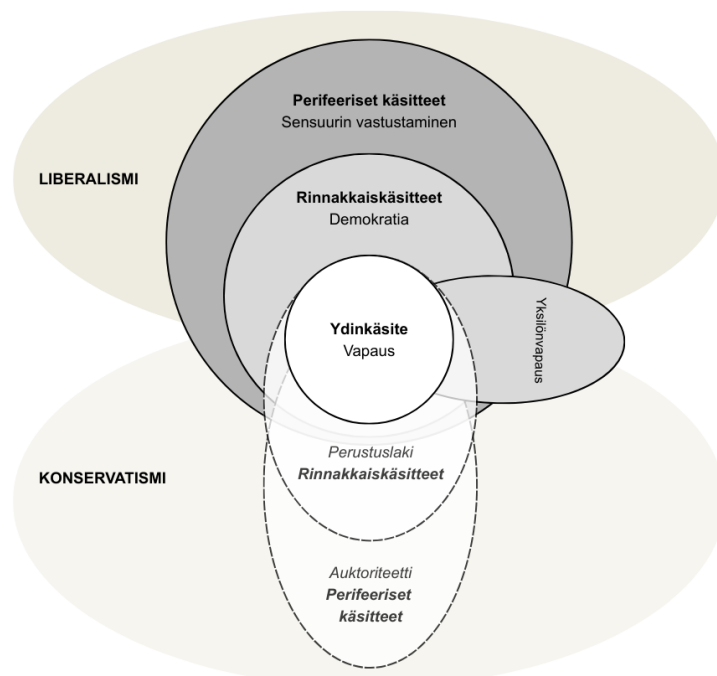 Perifeeriset käsitteet
Sensuurin vastustaminen
LIBERALISMI
Rinnakkaiskäsitteet
Demokratia
Ydinkäsite
Vapaus
Yksilönvapaus
Perustuslaki
Rinnakkaiskäsitteet
KONSERVATISMI
Auktoriteetti
Perifeeriset
käsitteet